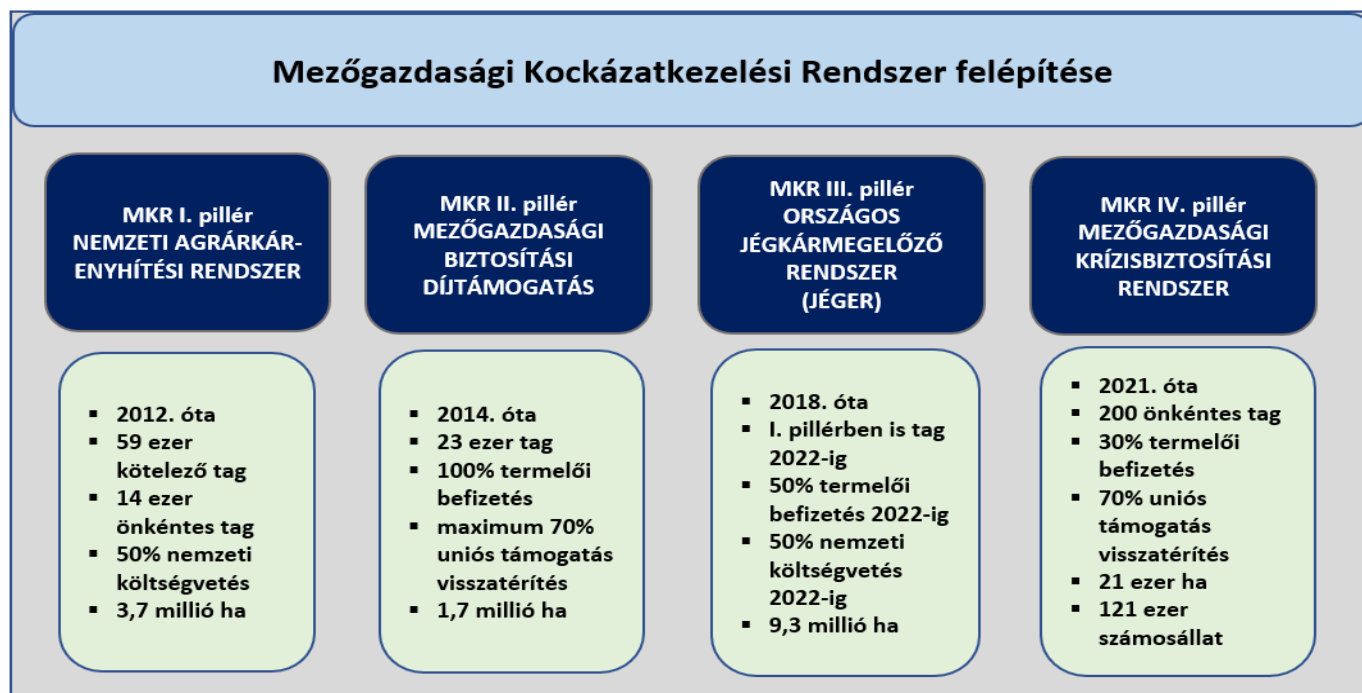 Mezőgazdasági Kockázatkezelési Rendszer felépítése
MKR I. pillér
NEMZETI AGRÁRKÁR-
ENYHÍTÉSI RENDSZER
▪ 2012. óta
▪ 59 ezer
kötelező tag
▪ 14 ezer
önkéntes tag
▪ 50% nemzeti
költségvetés
▪ 3,7 millió ha
MKR II. pillér
MEZŐGAZDASÁGI
BIZTOSÍTÁSI
DÍJTÁMOGATÁS
▪ 2014. óta
▪ 23 ezer tag
▪ 100% termelői
befizetés
▪ maximum 70%
uniós támogatás
visszatérítés
▪ 1,7 millió ha
MKR III. pillér
ORSZÁGOS
JÉGKÁRMEGELŐZŐ
RENDSZER
(JÉGER)
▪ 2018. óta
▪ I. pillérben is tag
2022-ig
▪ 50% termelői
befizetés 2022-ig
▪ 50% nemzeti
költségvetés
2022-ig
▪ 9,3 millió ha
MKR IV. pillér
MEZŐGAZDASÁGI
KRÍZISBIZTOSÍTÁSI
RENDSZER
▪ 2021. óta
▪ 200 önkéntes tag
▪ 30% termelői
befizetés
▪ 70% uniós
támogatás
visszatérítés
▪ 21 ezer ha
▪ 121 ezer
számosállat